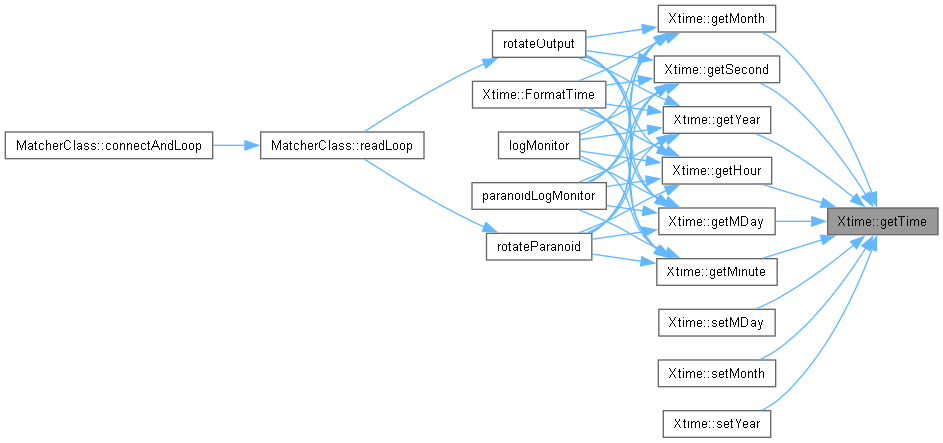 Xtime::getMonth
rotateOutput
Xtime::getSecond
Xtime::FormatTime
Xtime::getYear
MatcherClass::connectAndLoop
MatcherClass::readLoop
logMonitor
Xtime::getHour
paranoidLogMonitor
Xtime::getMDay
Xtime::getTime
rotateParanoid
Xtime::getMinute
Xtime::setMDay
Xtime::setMonth
Xtime::setYear